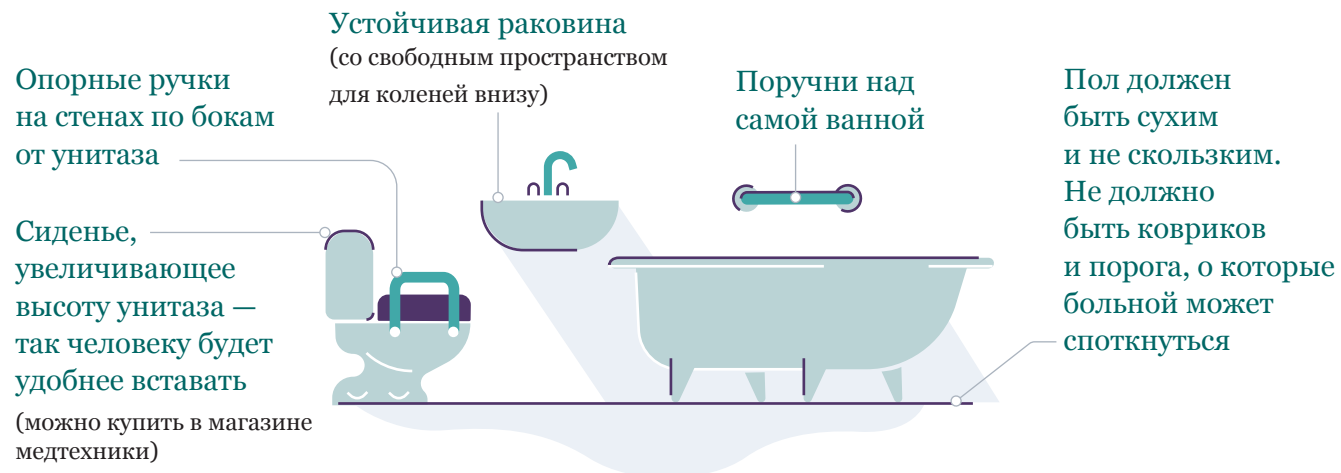 Устойчивая раковина
(со свободным пространством
для коленей внизу)
Опорные ручки
на стенах по бокам
от унитаза
Сиденье,
увеличивающее
высоту унитаза —
так человеку будет
удобнее вставать
(можно купить в магазине
медтехники)
Поручни над
самой ванной
Пол должен
быть сухим
и не скользким.
Не должно
быть ковриков
и порога, о которые
больной может
споткнуться